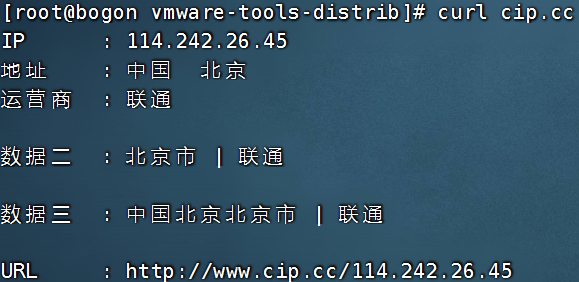 [root@bogon vmware-tools-distrib]# curl cip.cc
IP : 114.242.26.45
地址 : 中国 北京
运营商 : 联通
数据二 : 北京市 | 联通
数据三 : 中国北京北京市 | 联通
URL : http://www.cip.cc/114.242.26.45